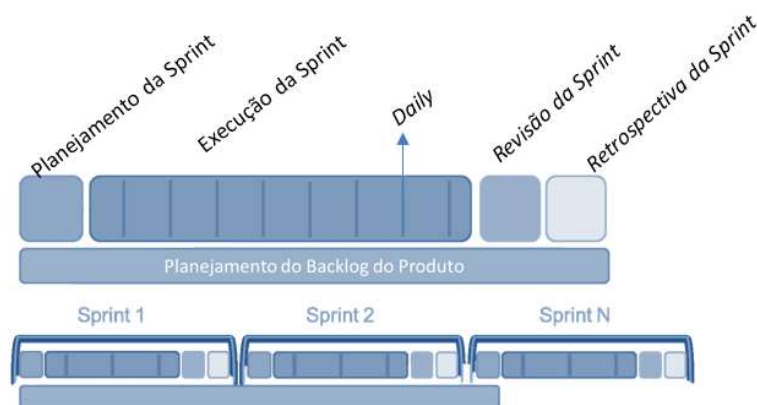 Planejamento da Sprint
Execução da Sprint
Daily
Revisão da Sprint
Retrospectiva da Sprint
Planejamento do Backlog do Produto
Sprint 1
Sprint 2
Sprint N